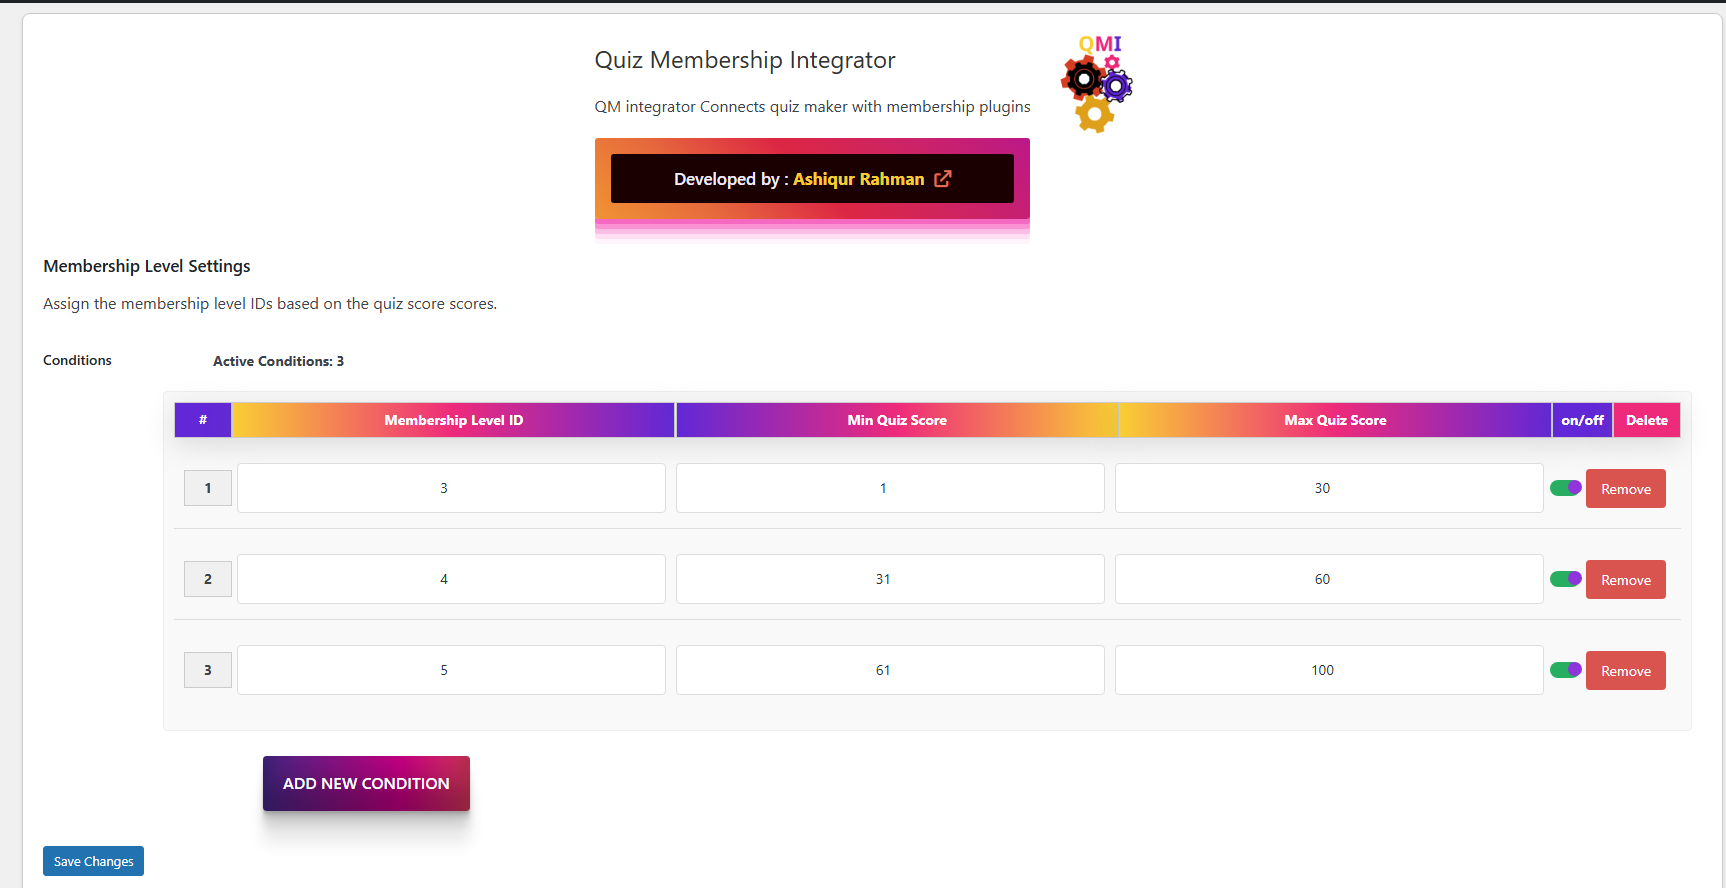 QMI
Quiz Membership Integrator
QM integrator Connects quiz maker with membership plugins
Developed by : Ashiqur Rahman
Membership Level Settings
Assign the membership level IDs based on the quiz score scores.
Conditions
Active Conditions: 3
# Membership Level ID Min Quiz Score Max Quiz Score on/off Delete
1 3 1 30 Remove
2 4 31 60 Remove
3 5 61 100 Remove
ADD NEW CONDITION
Save Changes